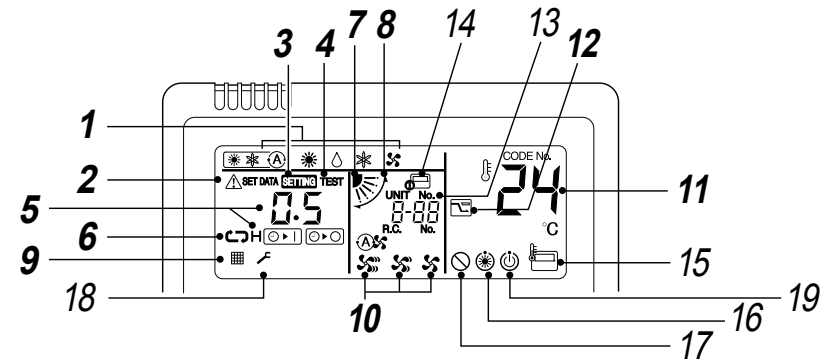 3 4 7 8 14 13 12
1
CODE No.
A
2
SET DATA SETTING TEST
UNIT No.
24
11
5
0.5
8-88
6
H
R.C. No.
°C
A
9
15
18
10
17
16
19